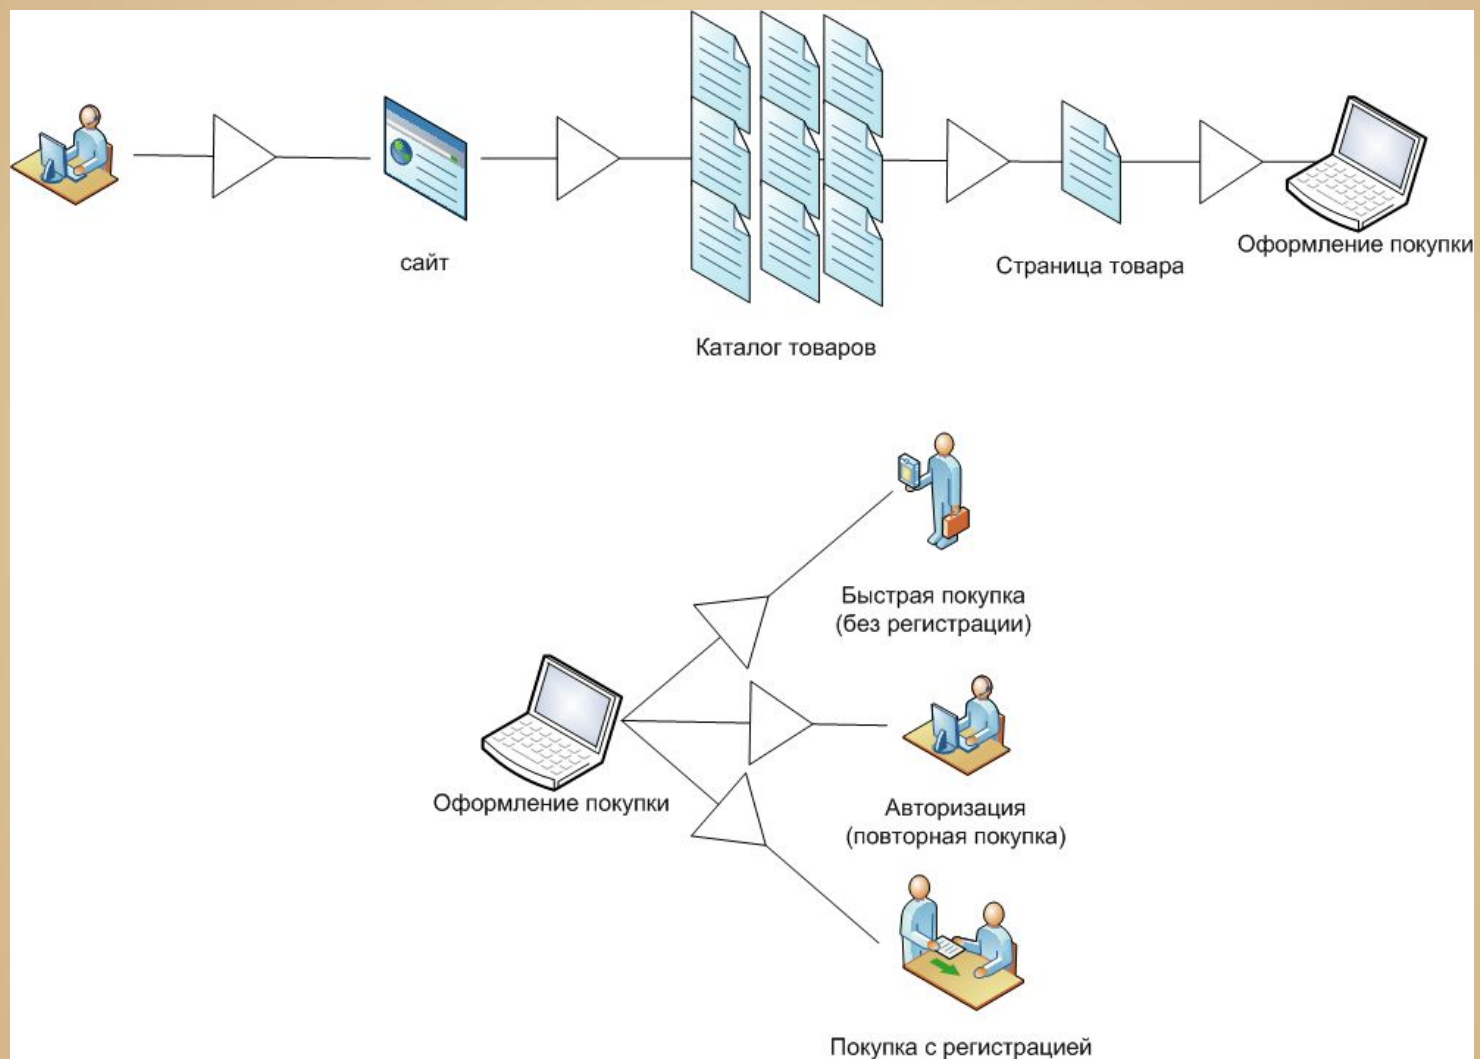 сайт
Каталог товаров
Страница товара
Оформление покупки
Быстрая покупка
(без регистрации)
Оформление покупки
Авторизация
(повторная покупка)
Покупка с регистрацией